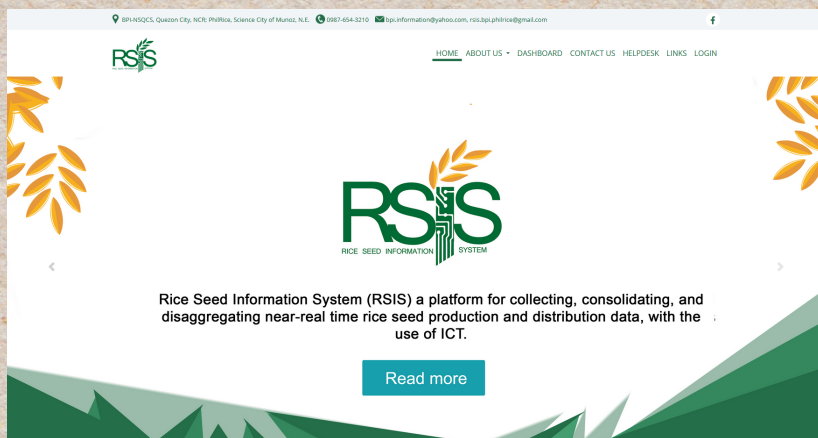 BPI-NSQCS, Quezon City, NCR; PhilRice, Science City of Munoz, N.E. 0987-654-3210 bpi.information@yahoo.com, rsis.bpi.philrice@gmail.com
RSIS
HOME ABOUT US DASHBOARD CONTACT US HELPDESK LINKS LOGIN
RSIS
RICE SEED INFORMATION SYSTEM
Rice Seed Information System (RSIS) a platform for collecting, consolidating, and
disaggregating near-real time rice seed production and distribution data, with the
use of ICT.
Read more